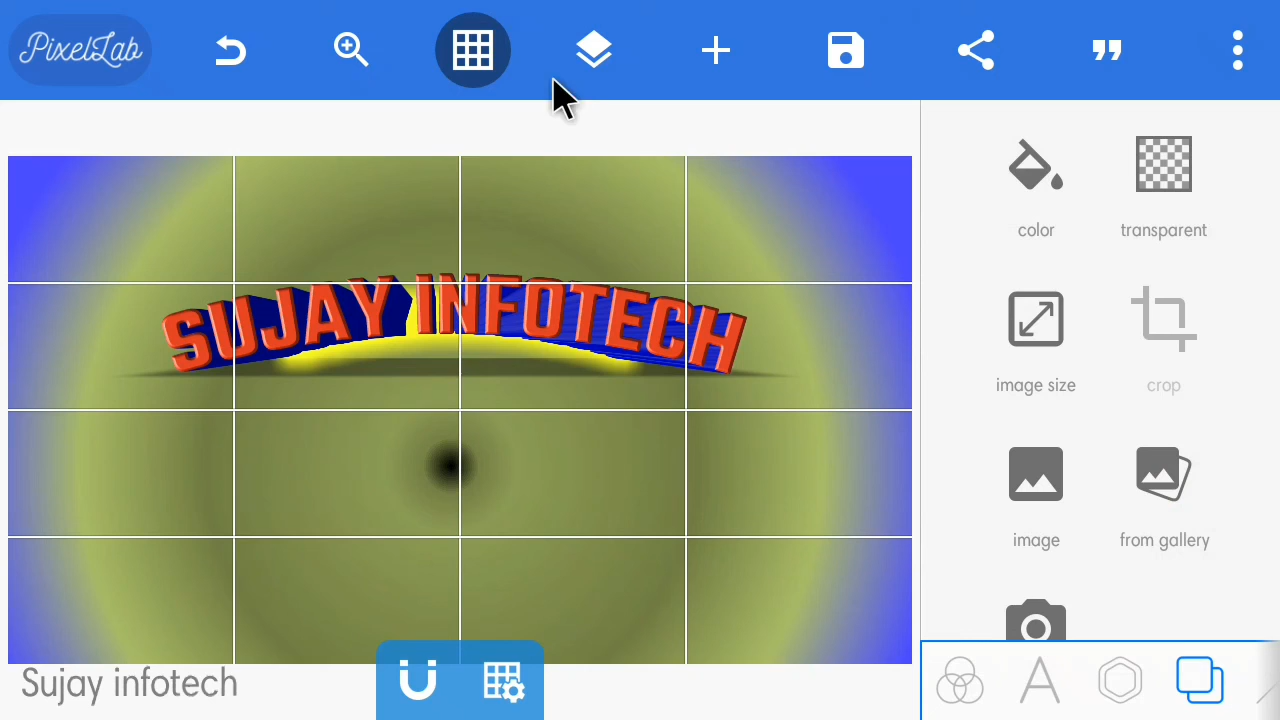 PixelLab
SUJAY INFOTECH
Sujay infotech
color
transparent
image size
crop
image
from gallery